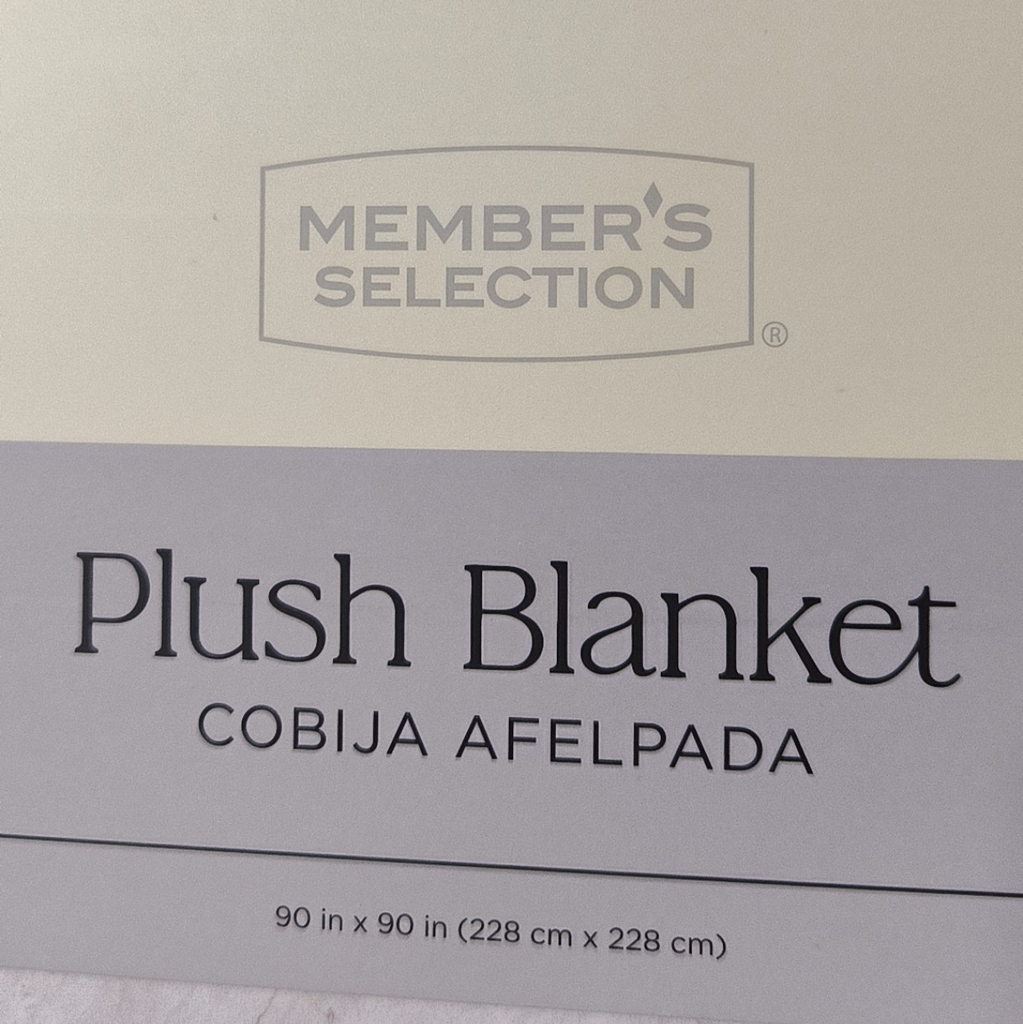 MEMBER'S
SELECTION
®
Plush Blanket
COBIJA AFELPADA
90 in x 90 in (228 cm x 228 cm)